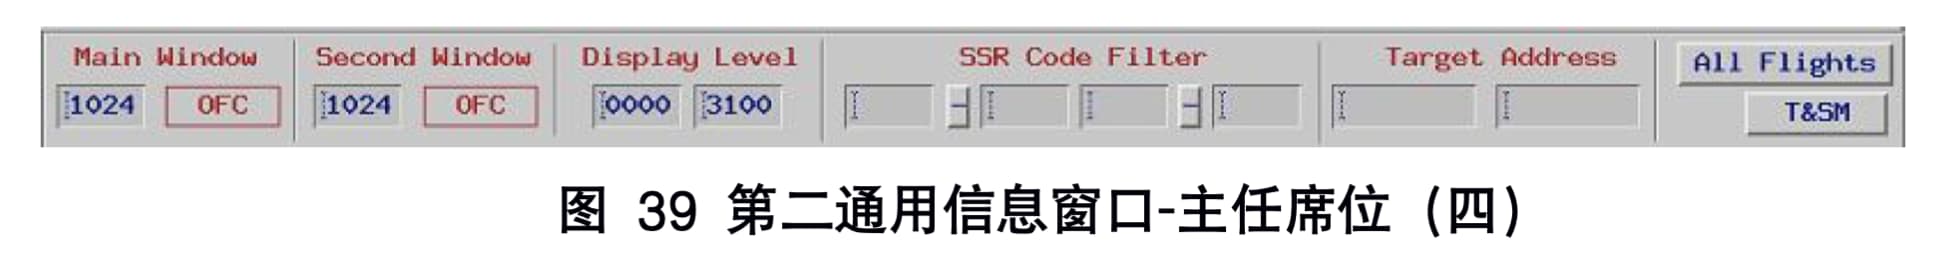 Main Window Second Window Display Level SSR Code Filter Target Address All Flights
1024 OFC 1024 OFC 0000 3100 T&SM
图 39 第二通用信息窗口-主任席位（四）